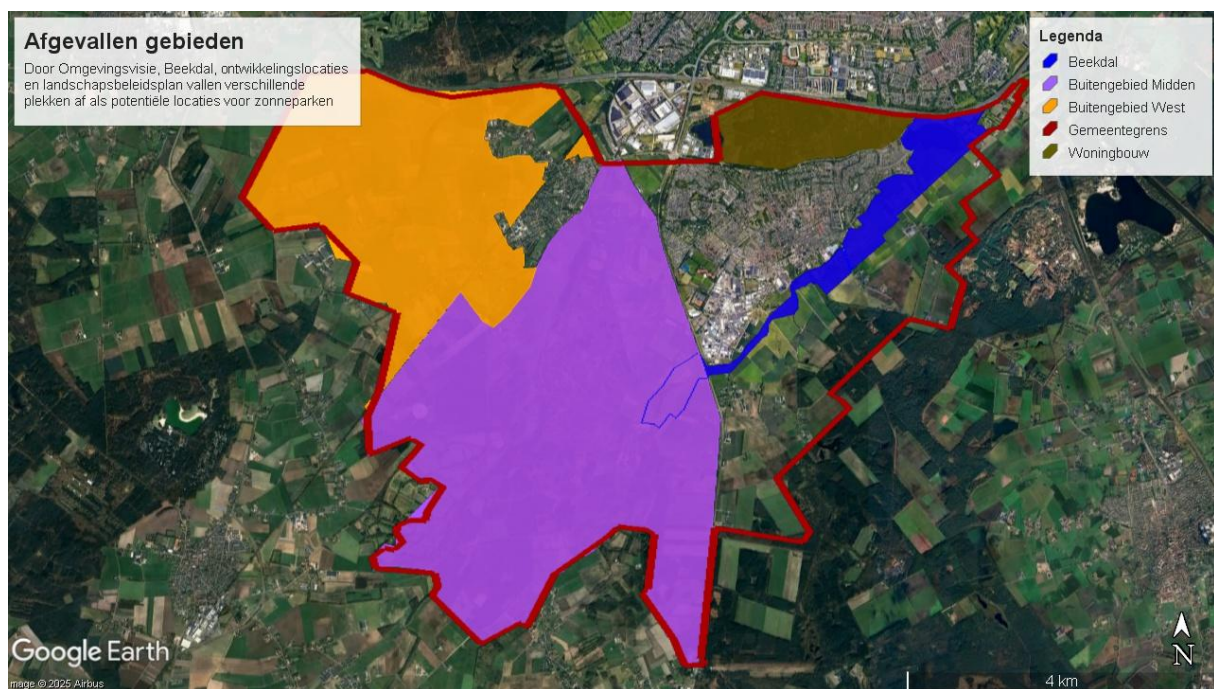 Afgevallen gebieden
Door Omgevingsvisie, Beekdal, ontwikkelingslocaties
en landschapsbeleidsplan vallen verschillende
plekken af als potentiële locaties voor zonneparken
Legenda
Beekdal
Buitengebied Midden
Buitengebied West
Gemeentegrens
Woningbouw
Google Earth
mage © 2025 Airbus
4 km
N